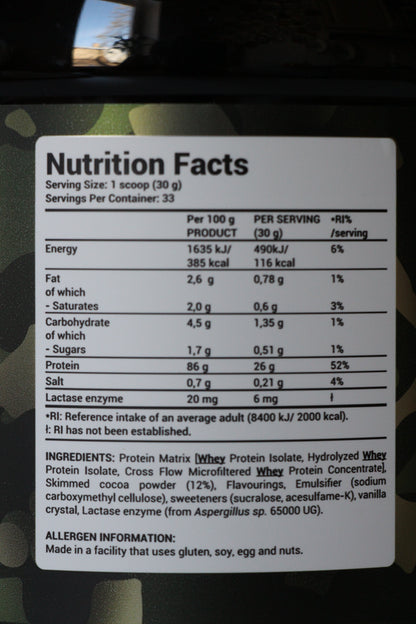 Nutrition Facts
Serving Size: 1 scoop (30 g)
Servings Per Container: 33
Per 100 g PER SERVING *RI%
PRODUCT (30 g) /serving
Energy 1635 kJ/ 490kJ/ 6%
385 kcal 116 kcal
Fat 2,6 g 0,78 g 1%
of which
- Saturates 2,0 g 0,6 g 3%
Carbohydrate 4,5 g 1,35 g 1%
of which
- Sugars 1,7 g 0,51 g 1%
Protein 86 g 26 g 52%
Salt 0,7 g 0,21 g 4%
Lactase enzyme 20 mg 6 mg ƚ
*RI: Reference intake of an average adult (8400 kJ/ 2000 kcal).
ƚ: RI has not been established.
INGREDIENTS: Protein Matrix [Whey Protein Isolate, Hydrolyzed Whey
Protein Isolate, Cross Flow Microfiltered Whey Protein Concentrate],
Skimmed cocoa powder (12%), Flavourings, Emulsifier (sodium
carboxymethyl cellulose), sweeteners (sucralose, acesulfame-K), vanilla
crystal, Lactase enzyme (from Aspergillus sp. 65000 UG).
ALLERGEN INFORMATION:
Made in a facility that uses gluten, soy, egg and nuts.